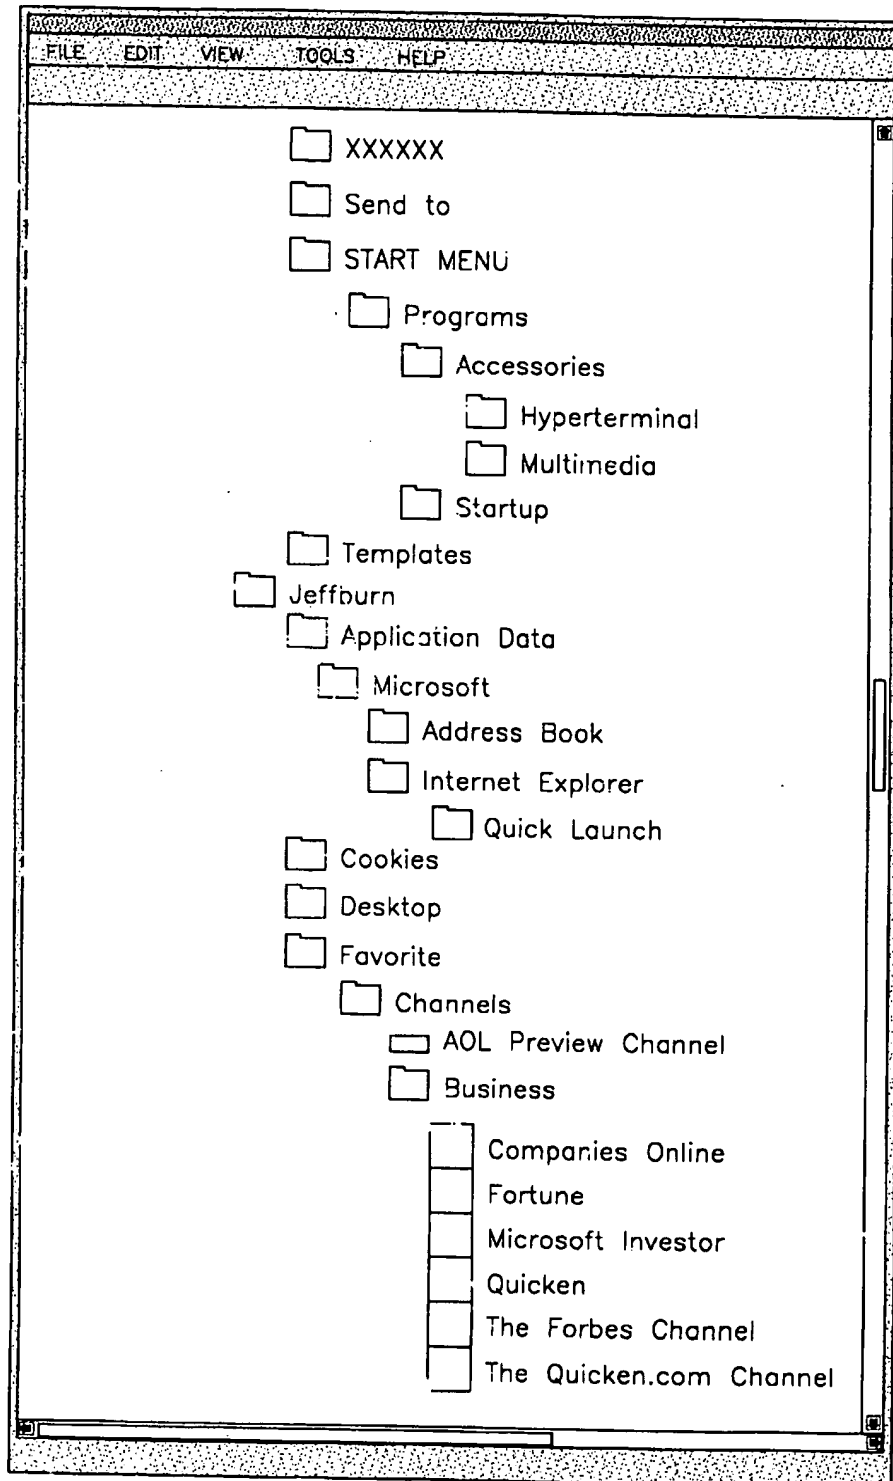 FILE EDIT VIEW TOOLS HELP
XXXXXX
Send to
START MENU
Programs
Accessories
Hyperterminal
Multimedia
Startup
Templates
Jeffburn
Application Data
Microsoft
Address Book
Internet Explorer
Quick Launch
Cookies
Desktop
Favorite
Channels
AOL Preview Channel
Business
Companies Online
Fortune
Microsoft Investor
Quicken
The Forbes Channel
The Quicken.com Channel